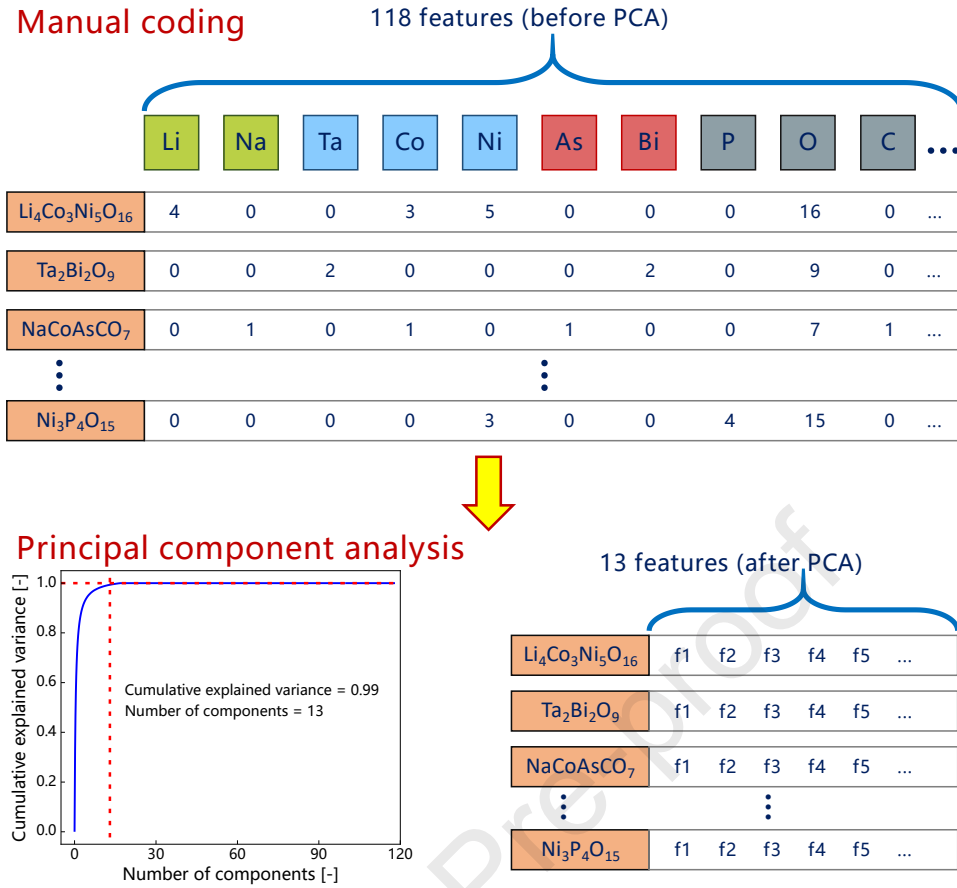 Manual coding
118 features (before PCA)
Li Na Ta Co Ni As Bi P O C ...
Li₄Co₃Ni₅O₁₆ 4 0 0 3 5 0 0 0 16 0 ...
Ta₂Bi₂O₉ 0 0 2 0 0 0 2 0 9 0 ...
NaCoAsCO₇ 0 1 0 1 0 1 0 0 7 1 ...
Ni₃P₄O₁₅ 0 0 0 0 3 0 0 4 15 0 ...
Principal component analysis
Cumulative explained variance [-]
1.0
0.8
0.6
0.4
0.2
0.0
Cumulative explained variance = 0.99
Number of components = 13
0 30 60 90 120
Number of components [-]
13 features (after PCA)
Li₄Co₃Ni₅O₁₆ f1 f2 f3 f4 f5 ...
Ta₂Bi₂O₉ f1 f2 f3 f4 f5 ...
NaCoAsCO₇ f1 f2 f3 f4 f5 ...
Ni₃P₄O₁₅ f1 f2 f3 f4 f5 ...
Pre-proof